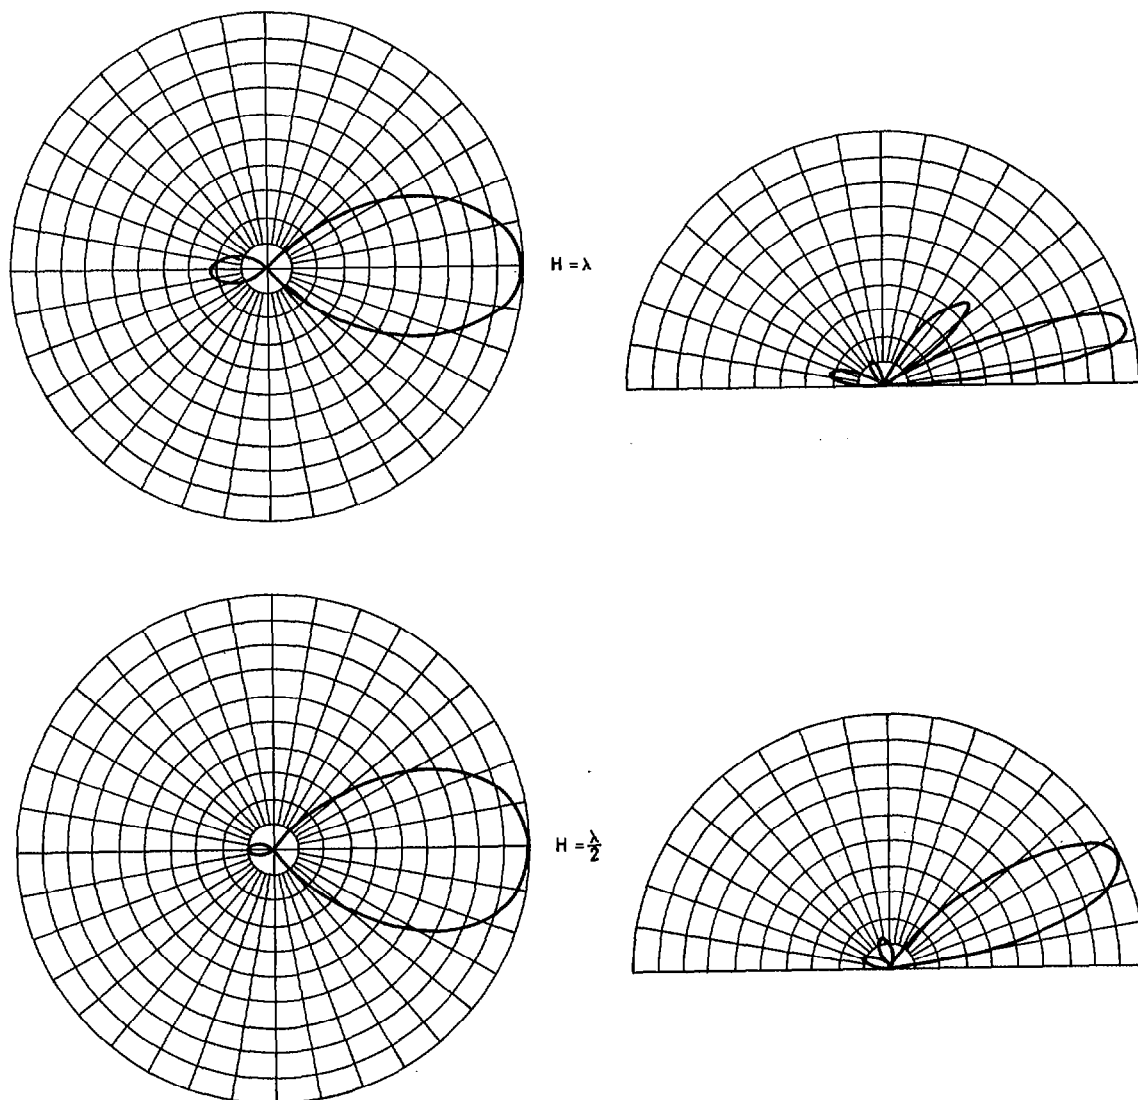 H = λ
H = λ/2